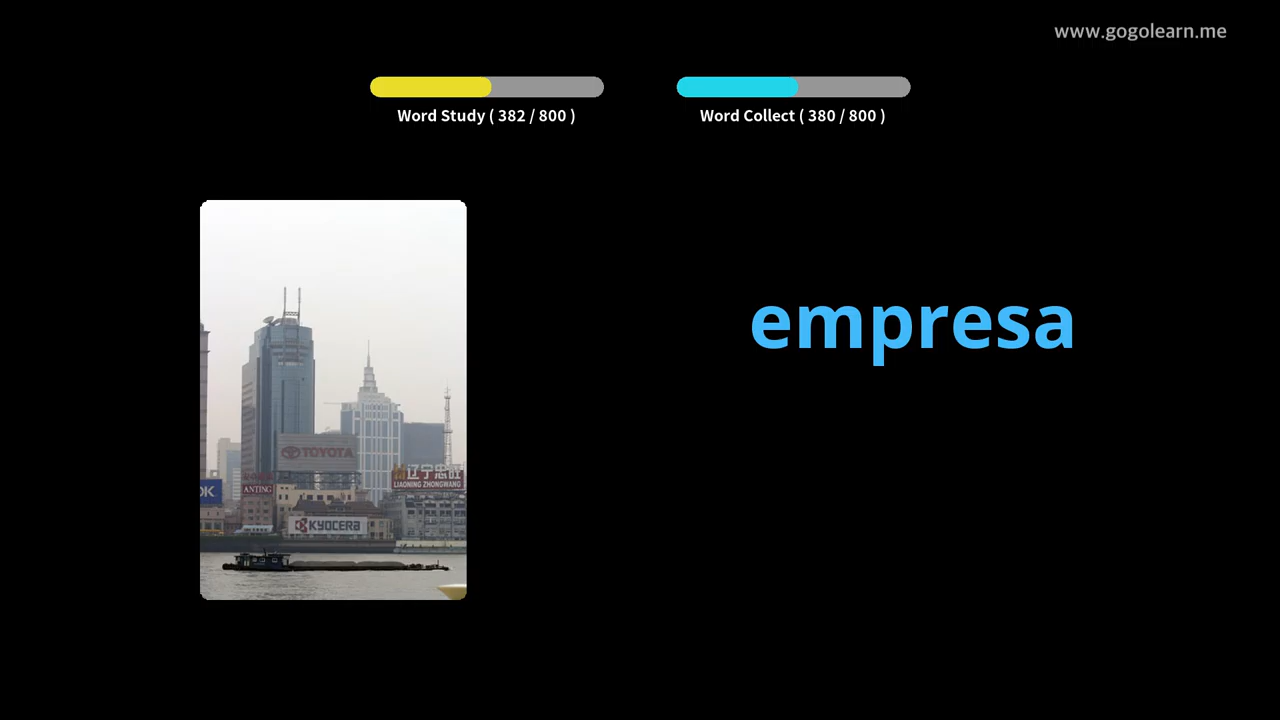 www.gogolearn.me
Word Study ( 382 / 800 )
Word Collect ( 380 / 800 )
empresa
TOYOTA
辽宁忠旺
LIAONING ZHONGWANG
ANTING
OK
KYOCERA